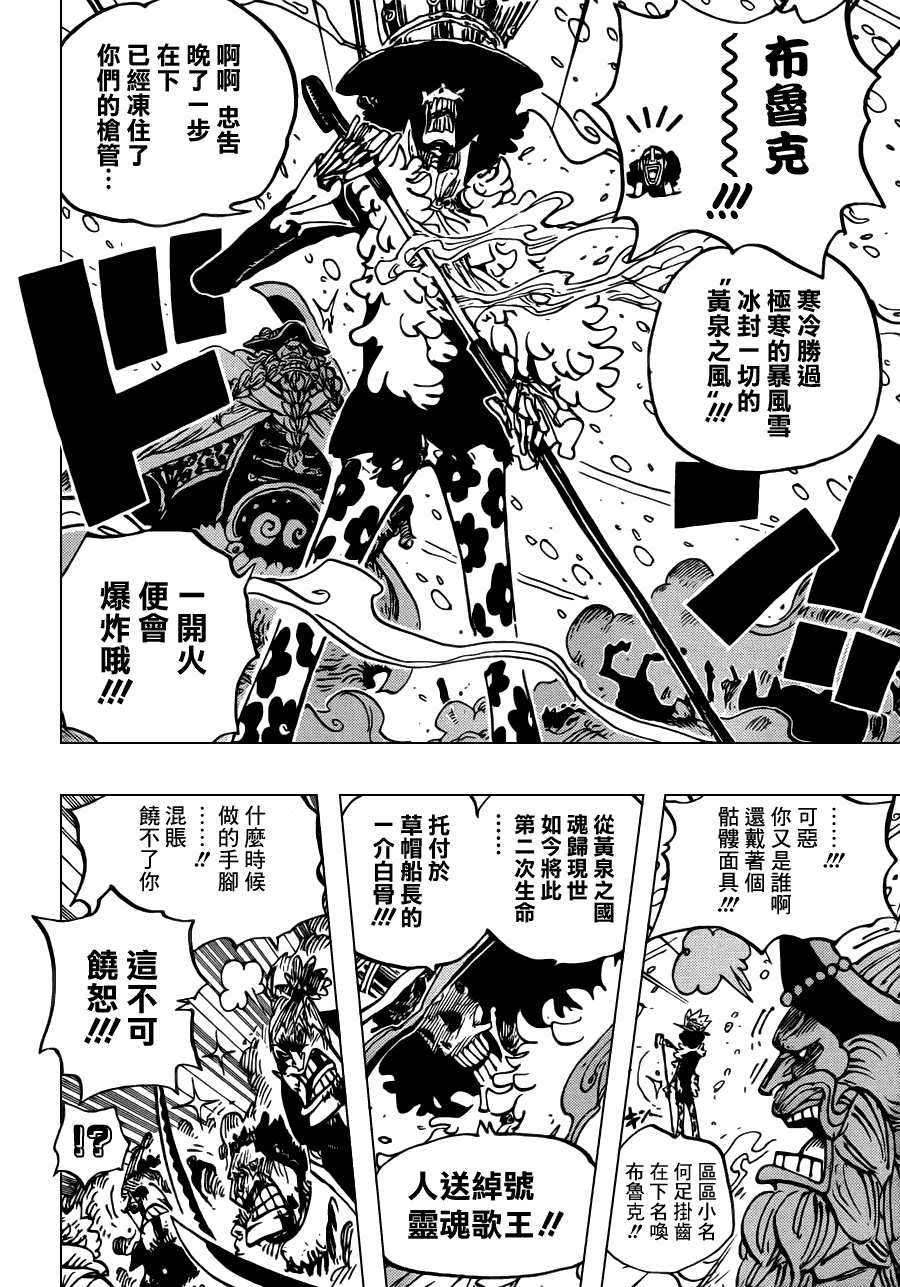 布魯克
～～!!!
寒冷勝過
極寒的暴風雪
冰封一切的
"黃泉之風"!!!
啊啊 忠告
晚了一步
在下
已經凍住了
你們的槍管…
ドン!!
一開火
便會
爆炸哦!!!
可惡
你又是誰啊
還戴著個
骷髏面具!!!
區區小名
何足掛齒
在下名喚
布魯克!!
從黃泉之國
魂歸現世
如今將此
第二次生命
……
托付於
草帽船長的
一介白骨!!!
人送綽號
靈魂歌王!!
什麼時候
做的手腳
……!!
混賬
饒不了你
這不可
饒恕!!!
!?